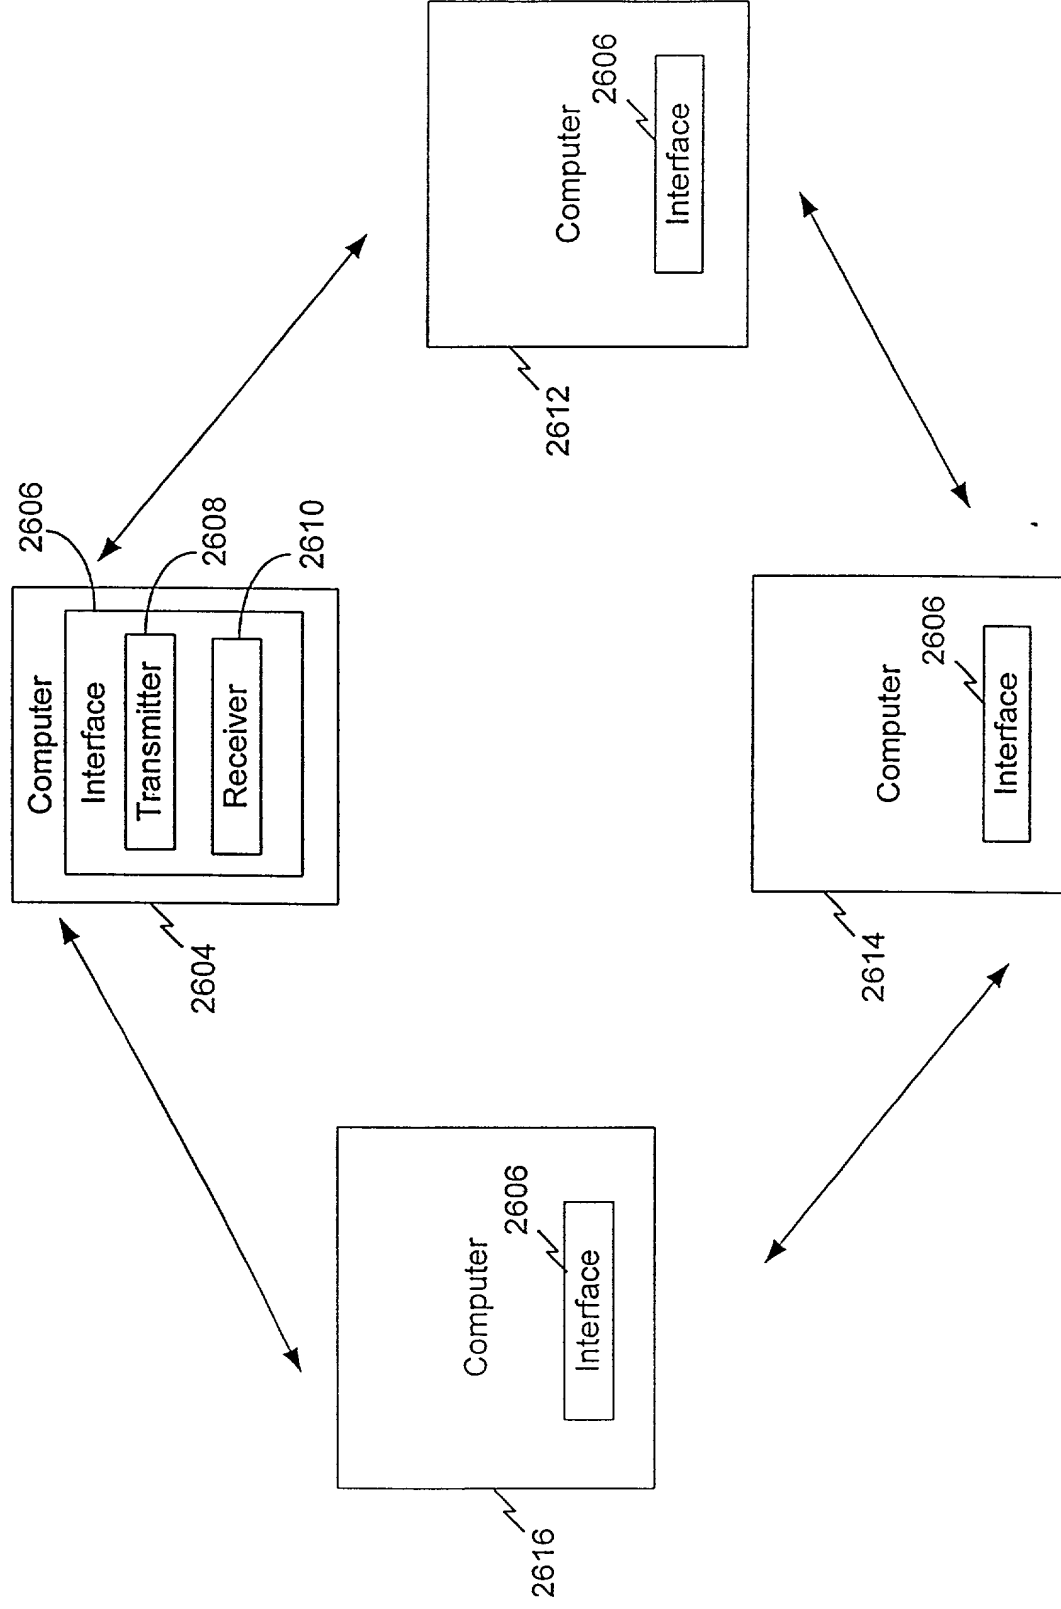 Computer
Interface
Transmitter
Receiver
2606
2608
2610
2604
Computer
2606
Interface
2612
Computer
2606
Interface
2614
Computer
2606
Interface
2616